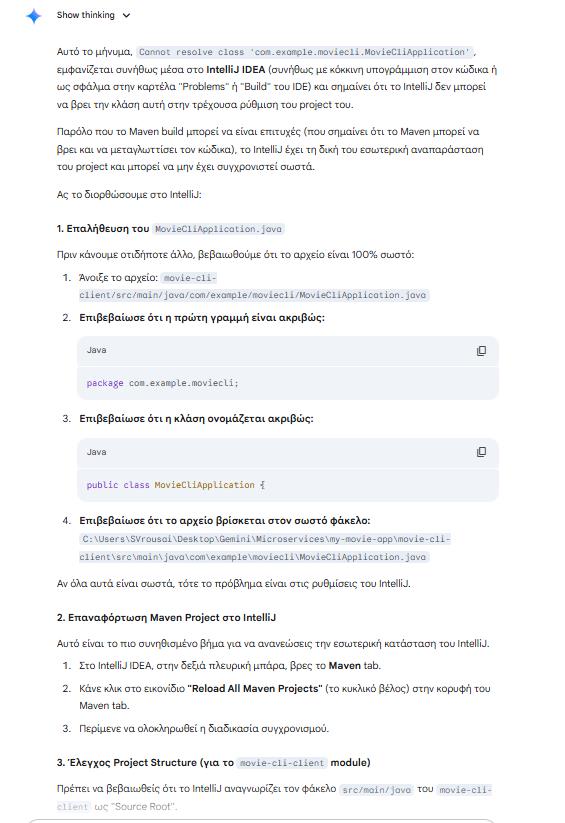 Show thinking
Αυτό το μήνυμα, Cannot resolve class 'com.example.moviecli.MovieCliApplication',
εμφανίζεται συνήθως μέσα στο IntelliJ IDEA (συνήθως με κόκκινη υπογράμμιση στον κώδικα ή
ως σφάλμα στην καρτέλα "Problems" ή "Build" του IDE) και σημαίνει ότι το IntelliJ δεν μπορεί
να βρει την κλάση αυτή στην τρέχουσα ρύθμιση του project του.
Παρόλο που το Maven build μπορεί να είναι επιτυχές (που σημαίνει ότι το Maven μπορεί να
βρει και να μεταγλωττίσει τον κώδικα), το IntelliJ έχει τη δική του εσωτερική αναπαράσταση
του project και μπορεί να μην έχει συγχρονιστεί σωστά.
Ας το διορθώσουμε στο IntelliJ:
1. Επαλήθευση του MovieCliApplication.java
Πριν κάνουμε οτιδήποτε άλλο, βεβαιωθούμε ότι το αρχείο είναι 100% σωστό:
1. Άνοιξε το αρχείο: movie-cli-
client/src/main/java/com/example/moviecli/MovieCliApplication.java
2. Επιβεβαίωσε ότι η πρώτη γραμμή είναι ακριβώς:
Java
package com.example.moviecli;
3. Επιβεβαίωσε ότι η κλάση ονομάζεται ακριβώς:
Java
public class MovieCliApplication {
4. Επιβεβαίωσε ότι το αρχείο βρίσκεται στον σωστό φάκελο:
C:\Users\SVrousai\Desktop\Gemini\Microservices\my-movie-app\movie-cli-
client\src\main\java\com\example\moviecli\MovieCliApplication.java
Αν όλα αυτά είναι σωστά, τότε το πρόβλημα είναι στις ρυθμίσεις του IntelliJ.
2. Επαναφόρτωση Maven Project στο IntelliJ
Αυτό είναι το πιο συνηθισμένο βήμα για να ανανεώσεις την εσωτερική κατάσταση του IntelliJ.
1. Στο IntelliJ IDEA, στην δεξιά πλευρική μπάρα, βρες το Maven tab.
2. Κάνε κλικ στο εικονίδιο "Reload All Maven Projects" (το κυκλικό βέλος) στην κορυφή του
Maven tab.
3. Περίμενε να ολοκληρωθεί η διαδικασία συγχρονισμού.
3. Έλεγχος Project Structure (για το movie-cli-client module)
Πρέπει να βεβαιωθείς ότι το IntelliJ αναγνωρίζει τον φάκελο src/main/java του movie-cli-
client ως "Source Root".